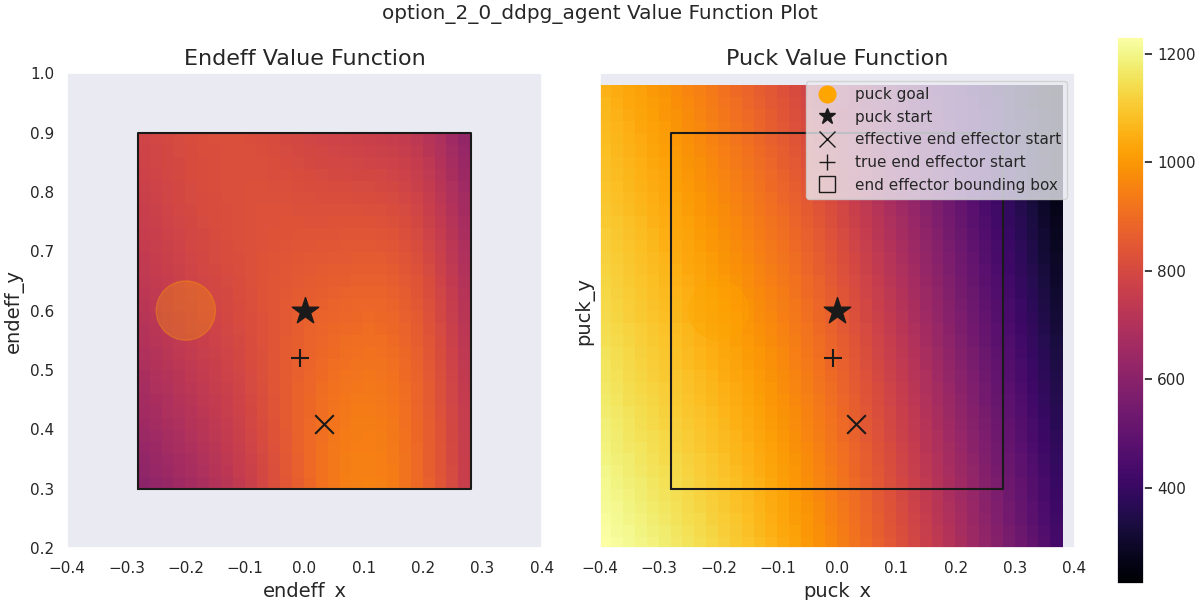 option_2_0_ddpg_agent Value Function Plot
Endeff Value Function
1.0
0.9
0.8
0.7
0.6
0.5
0.4
0.3
0.2
endeff_y
−0.4 −0.3 −0.2 −0.1 0.0 0.1 0.2 0.3 0.4
endeff_x
Puck Value Function
puck goal
puck start
effective end effector start
true end effector start
end effector bounding box
puck_y
−0.4 −0.3 −0.2 −0.1 0.0 0.1 0.2 0.3 0.4
puck_x
1200
1000
800
600
400